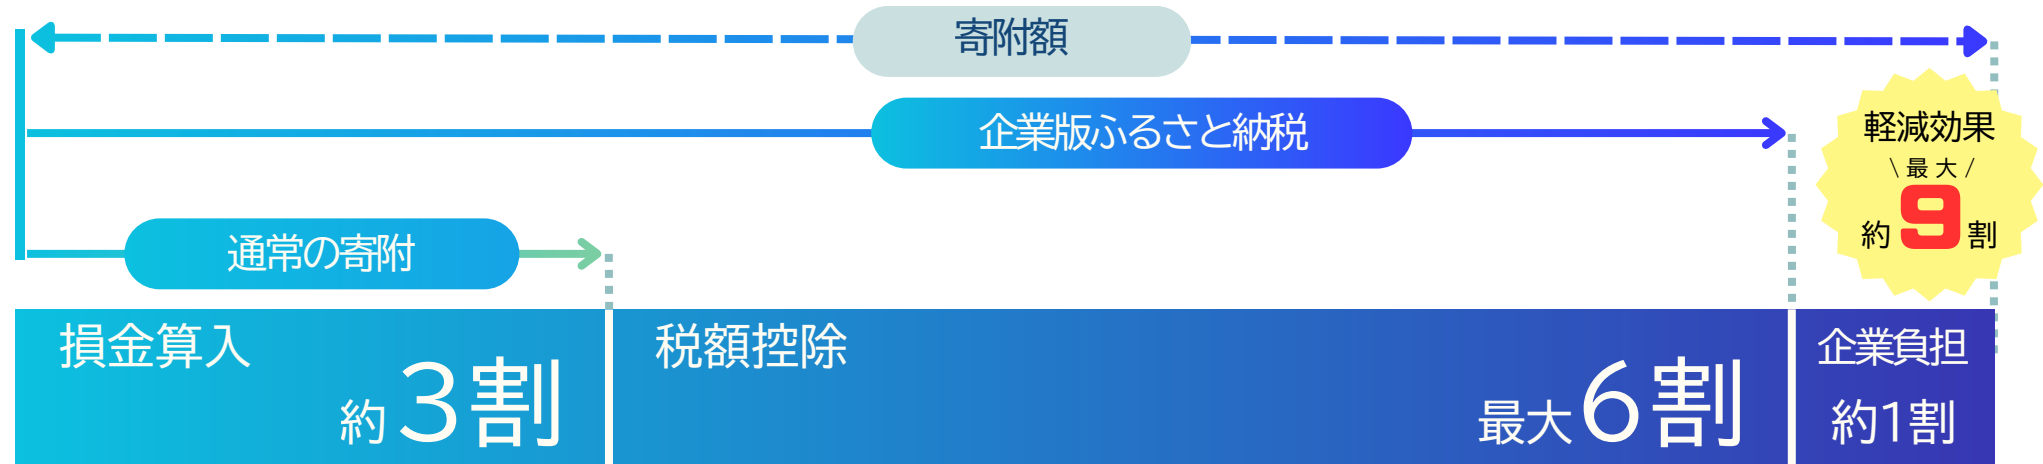 寄附額
企業版ふるさと納税
軽減効果
\ 最大 /
約9割
通常の寄附
損金算入
約3割
税額控除
最大6割
企業負担
約1割